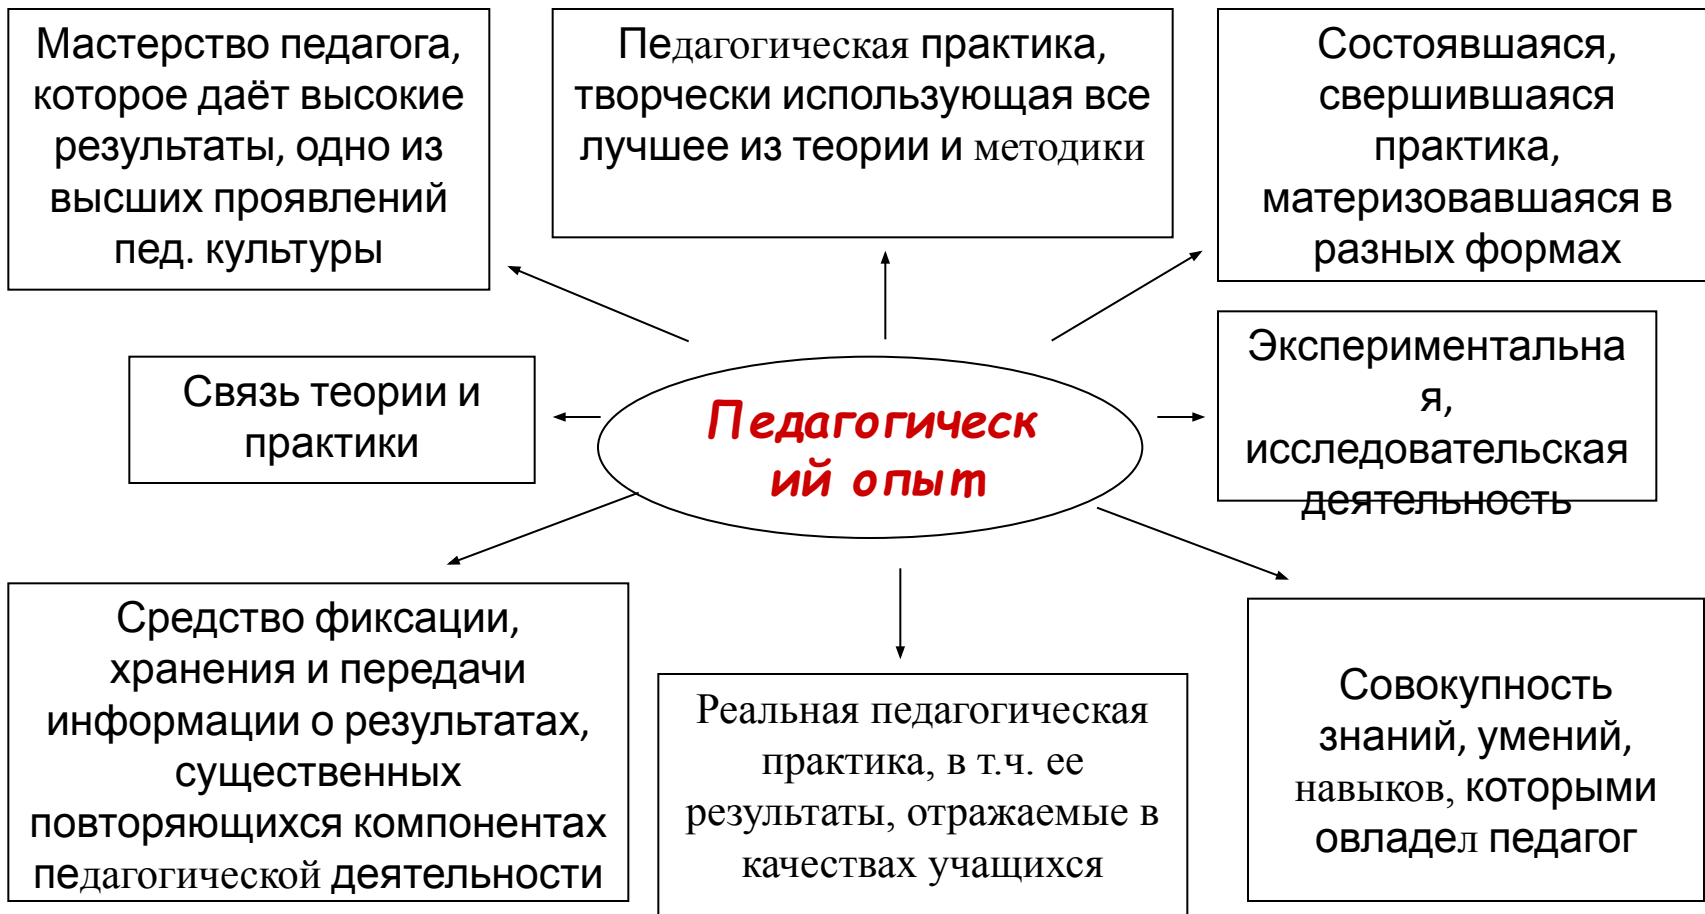 Мастерство педагога,
которое даёт высокие
результаты, одно из
высших проявлений
пед. культуры
Педагогическая практика,
творчески использующая все
лучшее из теории и методики
Состоявшаяся,
свершившаяся
практика,
материзовавшаяся в
разных формах
Связь теории и
практики
Педагогическ
ий опыт
Экспериментальна
я,
исследовательская
деятельность
Средство фиксации,
хранения и передачи
информации о результатах,
существенных
повторяющихся компонентах
педагогической деятельности
Реальная педагогическая
практика, в т.ч. ее
результаты, отражаемые в
качествах учащихся
Совокупность
знаний, умений,
навыков, которыми
овладел педагог